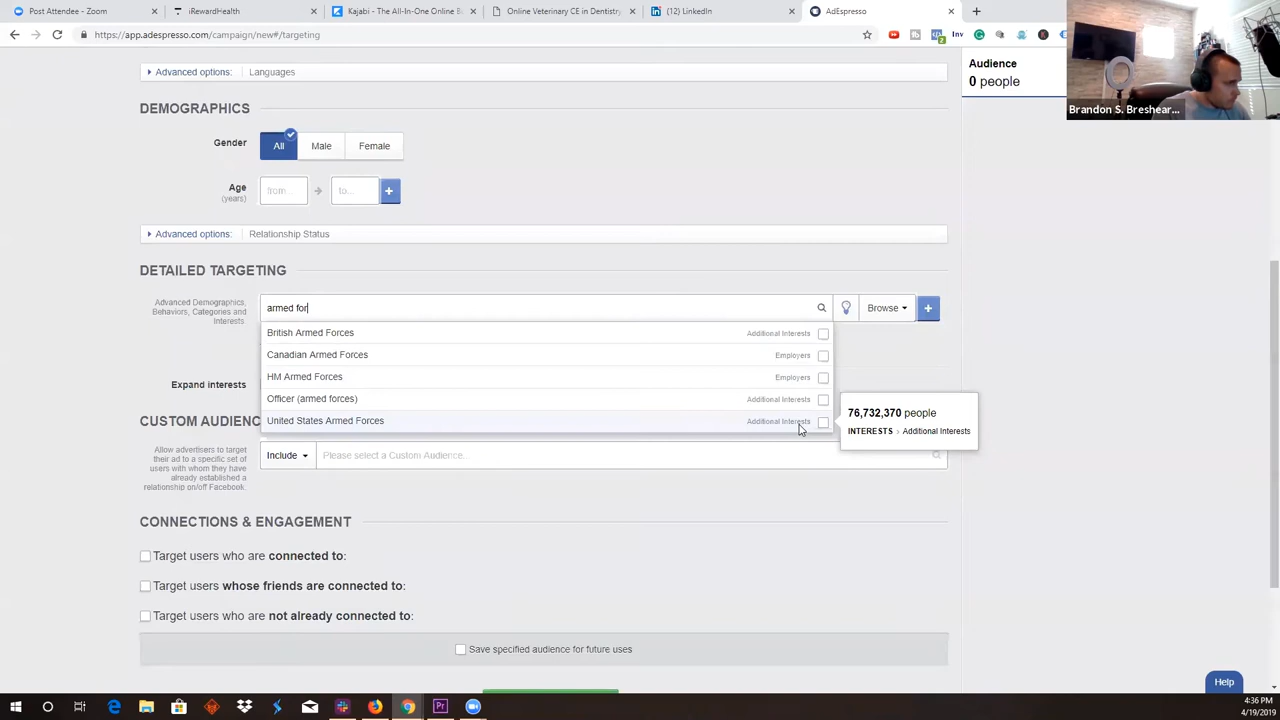 Post Attendee - Zoom
iRewardHealth
Kajabi - The All-In-One Online B
Online Veterinary CE in Dentistry
(12) LinkedIn
AdEspresso
https://app.adespresso.com/campaign/new#/targeting
Inv
2
Advanced options: Languages
Audience
0 people
Brandon S. Breshear...
DEMOGRAPHICS
Gender
All
Male
Female
Age
(years)
from...
to...
Advanced options: Relationship Status
DETAILED TARGETING
Advanced Demographics,
Behaviors, Categories and
Interests.
armed for
Browse
British Armed Forces Additional Interests
Canadian Armed Forces Employers
HM Armed Forces Employers
Officer (armed forces) Additional Interests
United States Armed Forces Additional Interests
76,732,370 people
INTERESTS > Additional Interests
Expand interests
CUSTOM AUDIENC
Allow advertisers to target
their ad to a specific set of
users with whom they have
already established a
relationship on/off Facebook.
Include
Please select a Custom Audience..
CONNECTIONS & ENGAGEMENT
Target users who are connected to:
Target users whose friends are connected to:
Target users who are not already connected to:
Save specified audience for future uses
Help
Pr
4:36 PM
4/19/2019